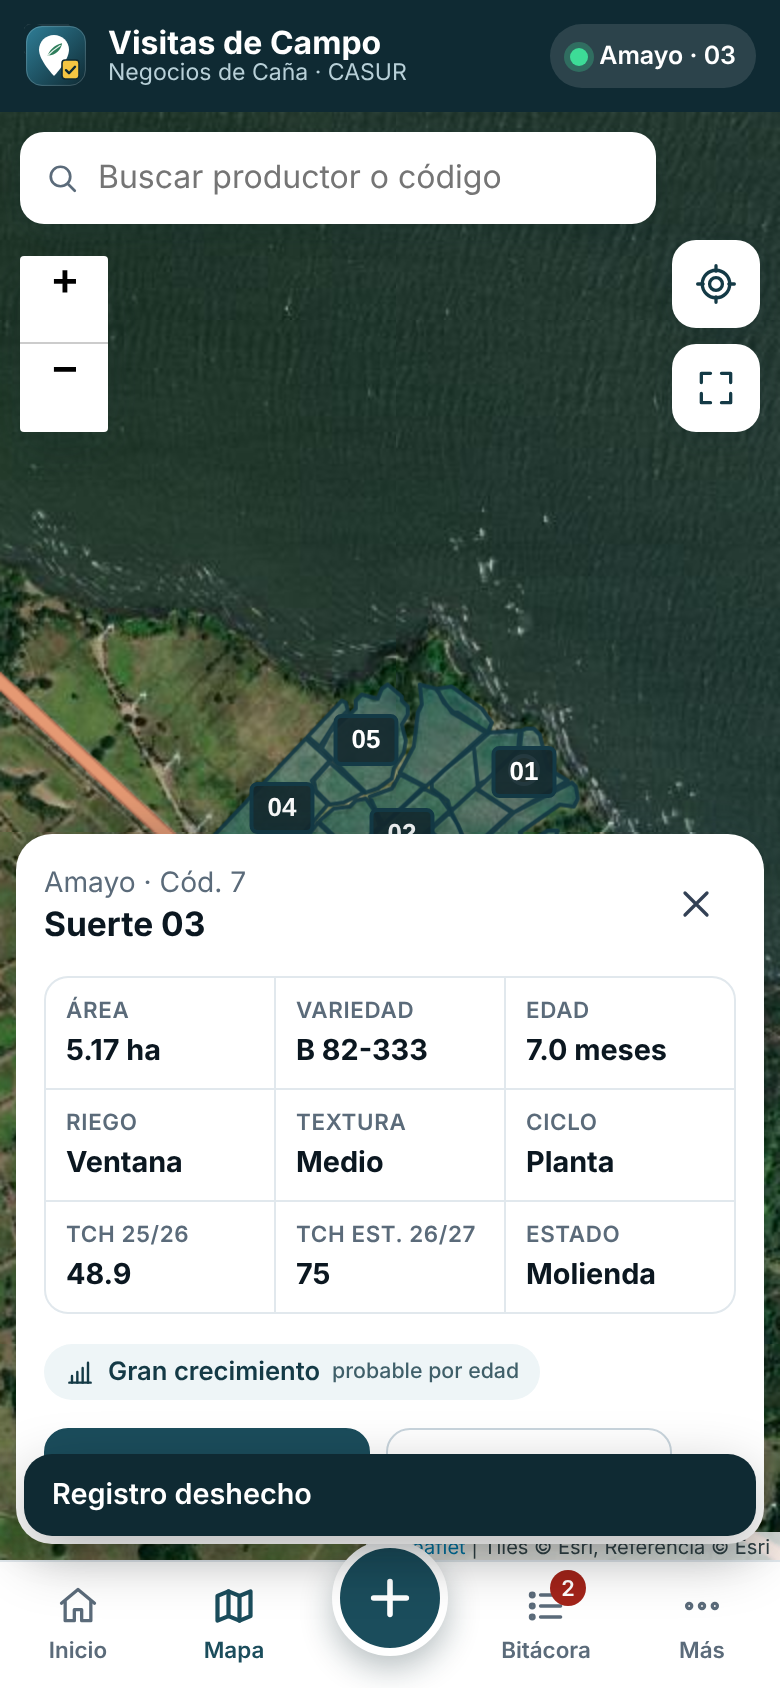 Visitas de Campo
Negocios de Caña · CASUR
Amayo · 03
Buscar productor o código
+
−
05
01
04
02
Amayo · Cód. 7
Suerte 03
ÁREA
5.17 ha
VARIEDAD
B 82-333
EDAD
7.0 meses
RIEGO
Ventana
TEXTURA
Medio
CICLO
Planta
TCH 25/26
48.9
TCH EST. 26/27
75
ESTADO
Molienda
Gran crecimiento probable por edad
Registro deshecho
| Tiles © Esri, Referencia © Esri
Inicio
Mapa
2
Bitácora
Más